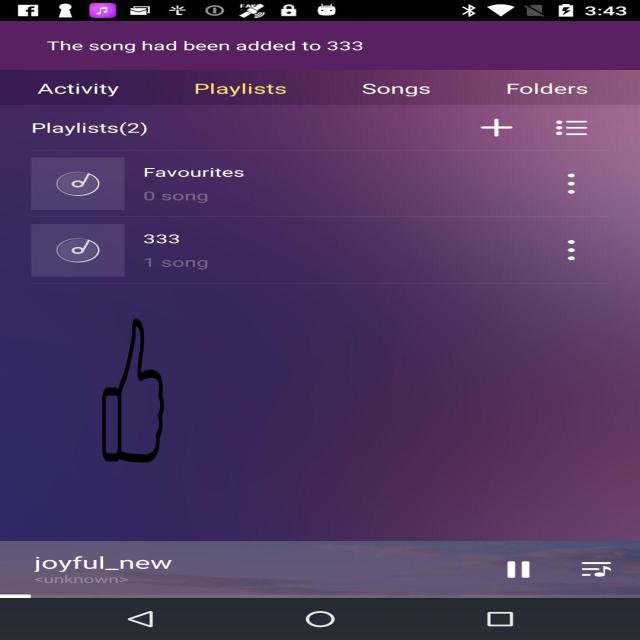 3:43
The song had been added to 333
Activity Playlists Songs Folders
Playlists(2)
Favourites
0 song
333
1 song
joyful_new
<unknown>